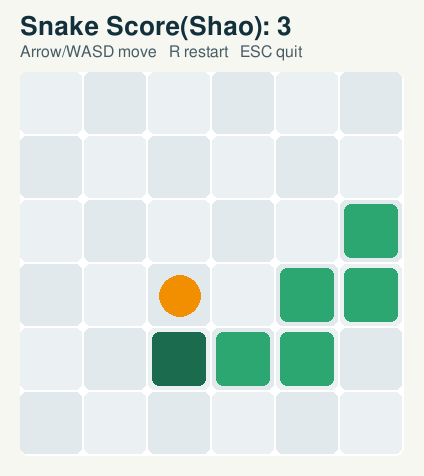 Snake Score(Shao): 3
Arrow/WASD move R restart ESC quit